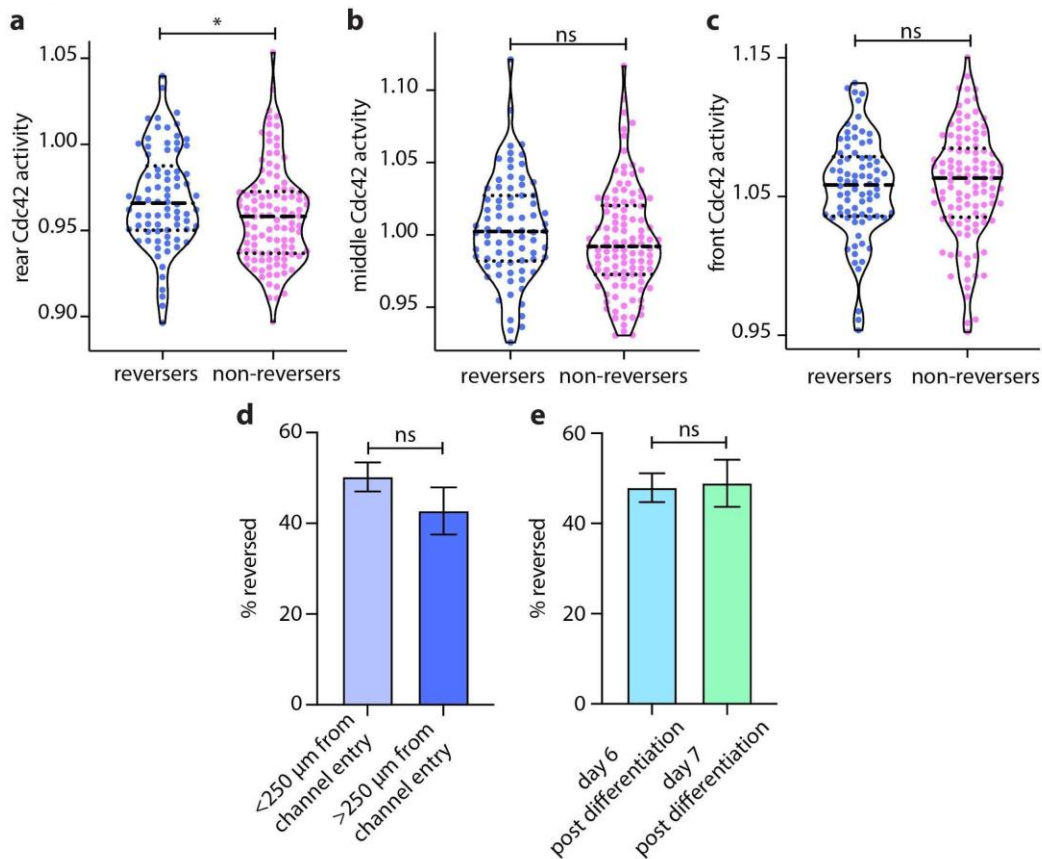 a
*
rear Cdc42 activity
1.05
1.00
0.95
0.90
reversers
non-reversers
b
ns
middle Cdc42 activity
1.10
1.05
1.00
0.95
reversers
non-reversers
c
ns
front Cdc42 activity
1.15
1.05
0.95
reversers
non-reversers
d
ns
% reversed
60
40
20
0
<250 µm from
channel entry
>250 µm from
channel entry
e
ns
% reversed
60
40
20
0
day 6
post differentiation
day 7
post differentiation